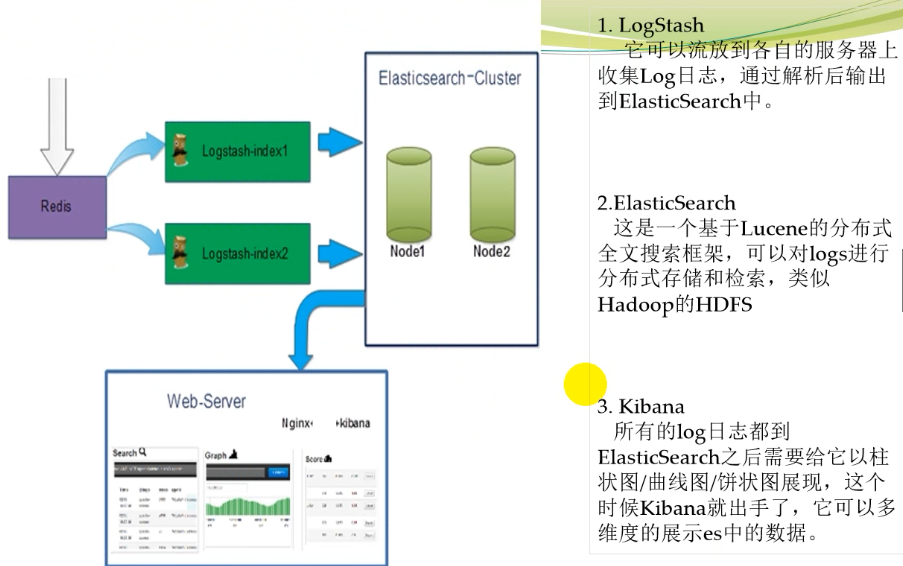 Elasticsearch-Cluster
Redis
Logstash-index1
Logstash-index2
Node1
Node2
Web-Server
Nginx
kibana
Search
Graph
Score
1. LogStash
它可以流放到各自的服务器上
收集Log日志，通过解析后输出
到ElasticSearch中。
2.ElasticSearch
这是一个基于Lucene的分布式
全文搜索框架，可以对logs进行
分布式存储和检索，类似
Hadoop的HDFS
3. Kibana
所有的log日志都到
ElasticSearch之后需要给它以柱
状图/曲线图/饼状图展现，这个
时候Kibana就出手了，它可以多
维度的展示es中的数据。